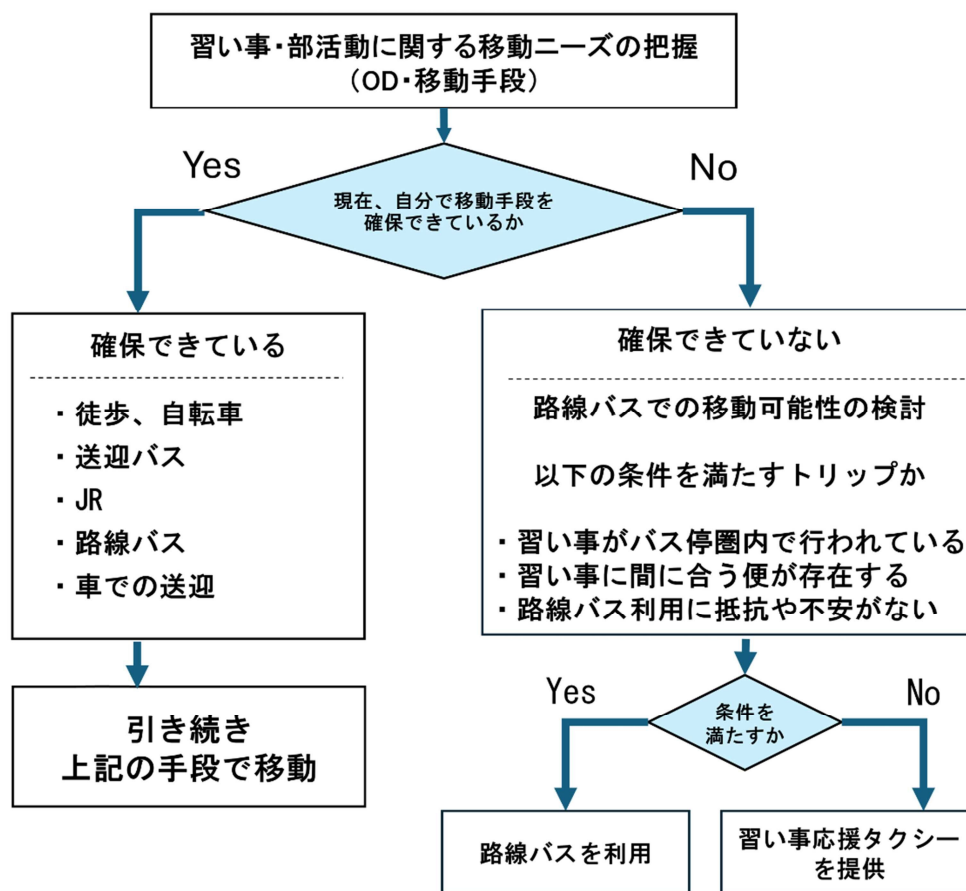 習い事・部活動に関する移動ニーズの把握
（OD・移動手段）
Yes
No
現在、自分で移動手段を
確保できているか
確保できている
・徒歩、自転車
・送迎バス
・JR
・路線バス
・車での送迎
引き続き
上記の手段で移動
確保できていない
路線バスでの移動可能性の検討
以下の条件を満たすトリップか
・習い事がバス停圏内で行われている
・習い事に間に合う便が存在する
・路線バス利用に抵抗や不安がない
Yes
No
条件を
満たすか
路線バスを利用
習い事応援タクシー
を提供